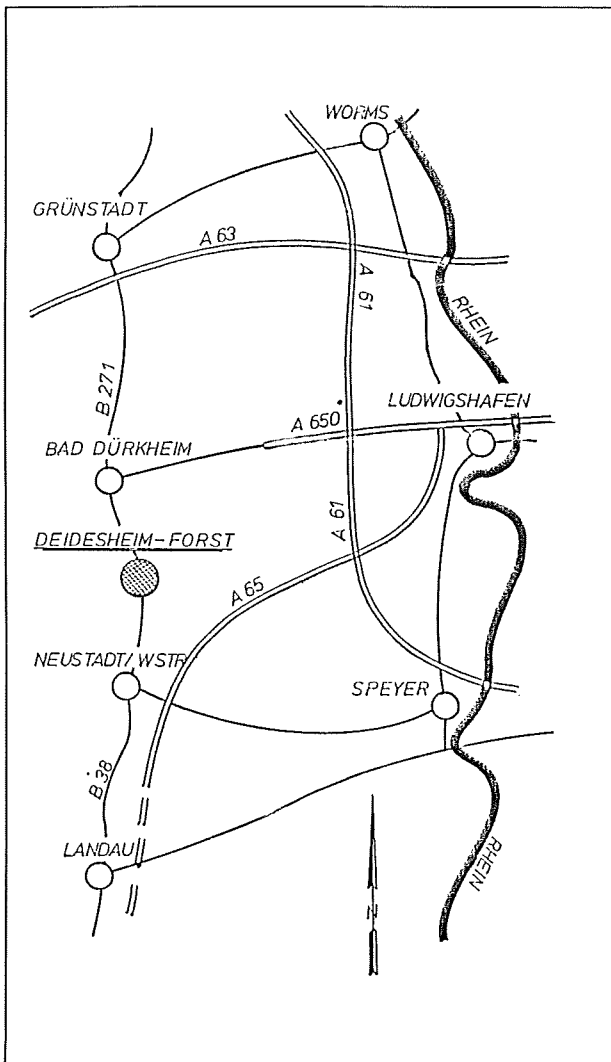 WORMS
GRÜNSTADT
A 63
A 61
RHEIN
B 271
LUDWIGSHAFEN
A 650
BAD DÜRKHEIM
A 61
DEIDESHEIM-FORST
A 65
NEUSTADT/WSTR
SPEYER
B 38
LANDAU
RHEIN
N